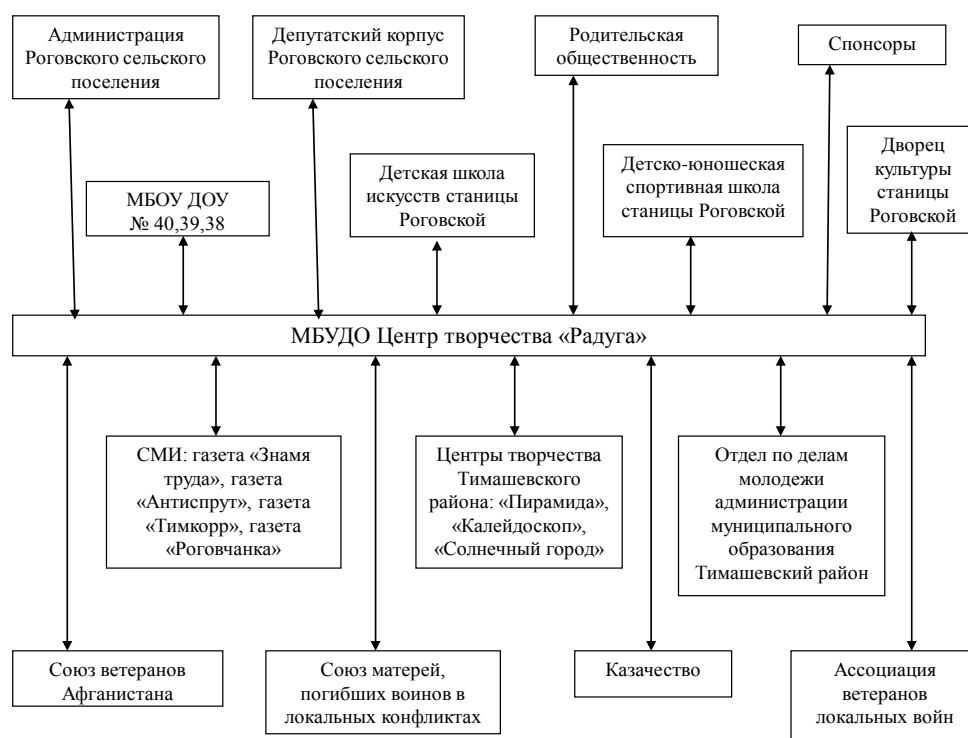 Администрация
Роговского сельского
поселения
Депутатский корпус
Роговского сельского
поселения
Родительская
общественность
Спонсоры
МБОУ ДОУ
№ 40,39,38
Детская школа
искусств станицы
Роговской
Детско-юношеская
спортивная школа
станицы Роговской
Дворец
культуры
станицы
Роговской
МБУДО Центр творчества «Радуга»
СМИ: газета «Знамя
труда», газета
«Антиспрут», газета
«Тимкорр», газета
«Роговчанка»
Центры творчества
Тимашевского
района: «Пирамида»,
«Калейдоскоп»,
«Солнечный город»
Отдел по делам
молодежи
администрации
муниципального
образования
Тимашевский район
Союз ветеранов
Афганистана
Союз матерей,
погибших воинов в
локальных конфликтах
Казачество
Ассоциация
ветеранов
локальных войн